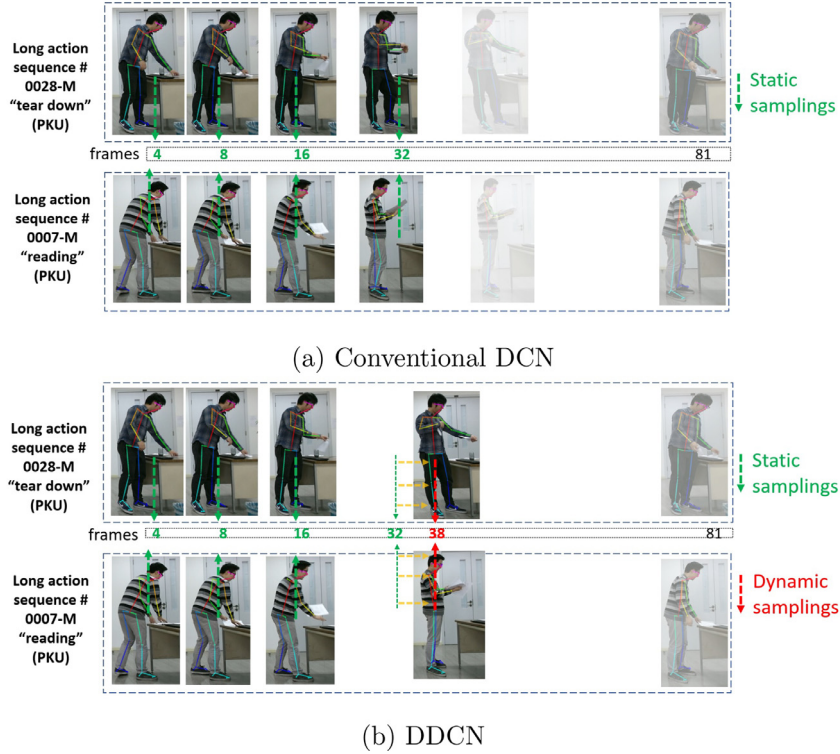 Long action
sequence #
0028-M
“tear down”
(PKU)
Static
samplings
frames 4 8 16 32 81
Long action
sequence #
0007-M
“reading”
(PKU)
(a) Conventional DCN
Long action
sequence #
0028-M
“tear down”
(PKU)
Static
samplings
frames 4 8 16 32 38 81
Long action
sequence #
0007-M
“reading”
(PKU)
Dynamic
samplings
(b) DDCN